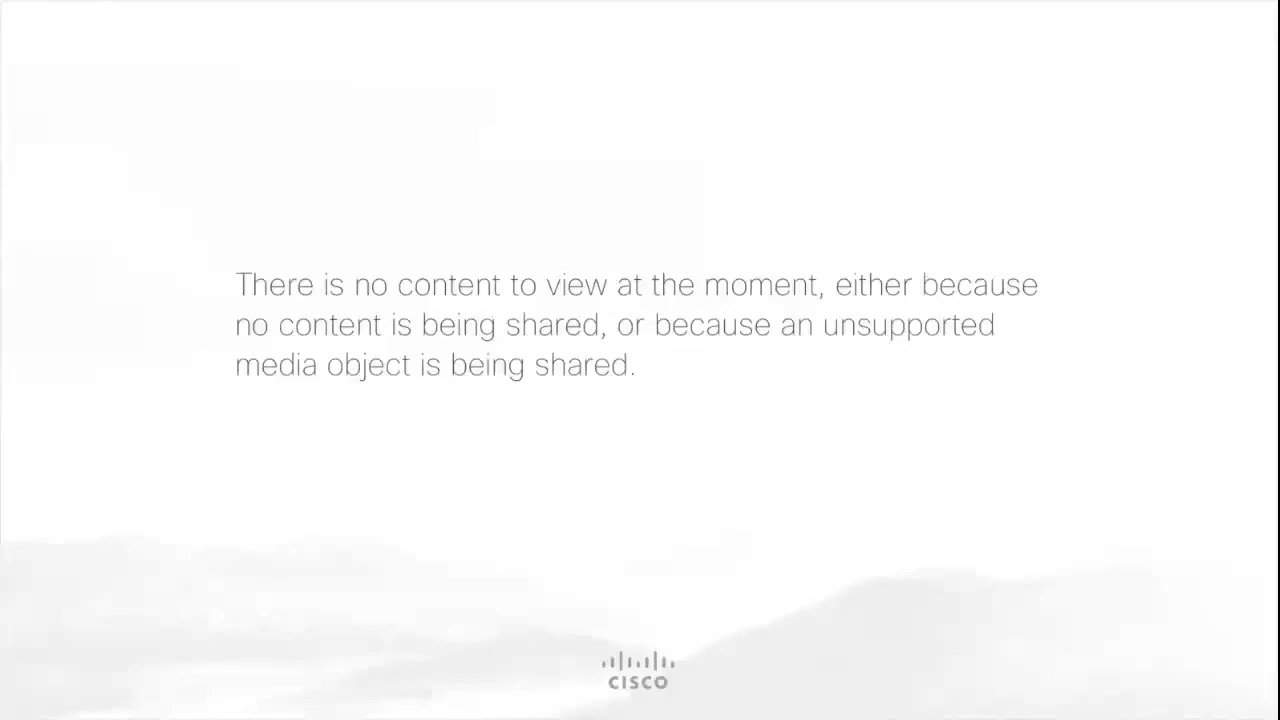 There is no content to view at the moment, either because
no content is being shared, or because an unsupported
media object is being shared.
CISCO